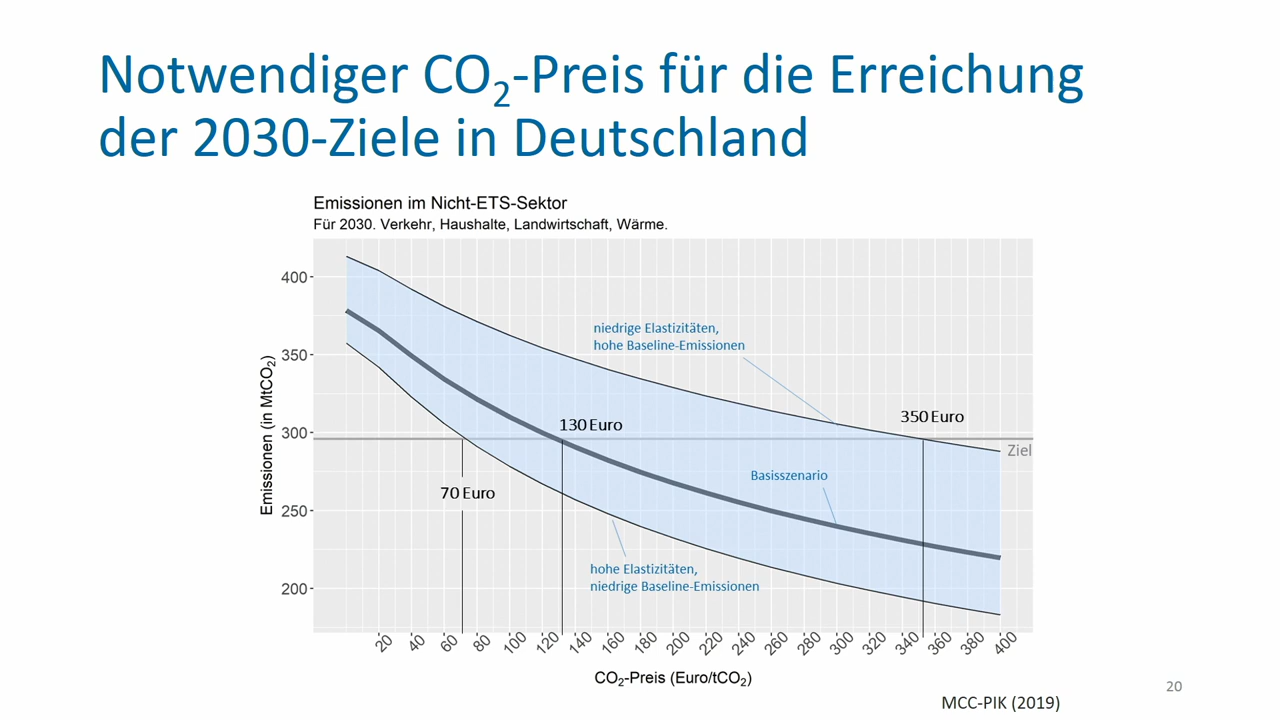 Notwendiger CO₂-Preis für die Erreichung
der 2030-Ziele in Deutschland
Emissionen im Nicht-ETS-Sektor
Für 2030. Verkehr, Haushalte, Landwirtschaft, Wärme.
Emissionen (in MtCO₂)
400
350
300
250
200
niedrige Elastizitäten,
hohe Baseline-Emissionen
130 Euro
350 Euro
Ziel
Basisszenario
70 Euro
hohe Elastizitäten,
niedrige Baseline-Emissionen
20 40 60 80 100 120 140 160 180 200 220 240 260 280 300 320 340 360 380 400
CO₂-Preis (Euro/tCO₂)
20
MCC-PIK (2019)